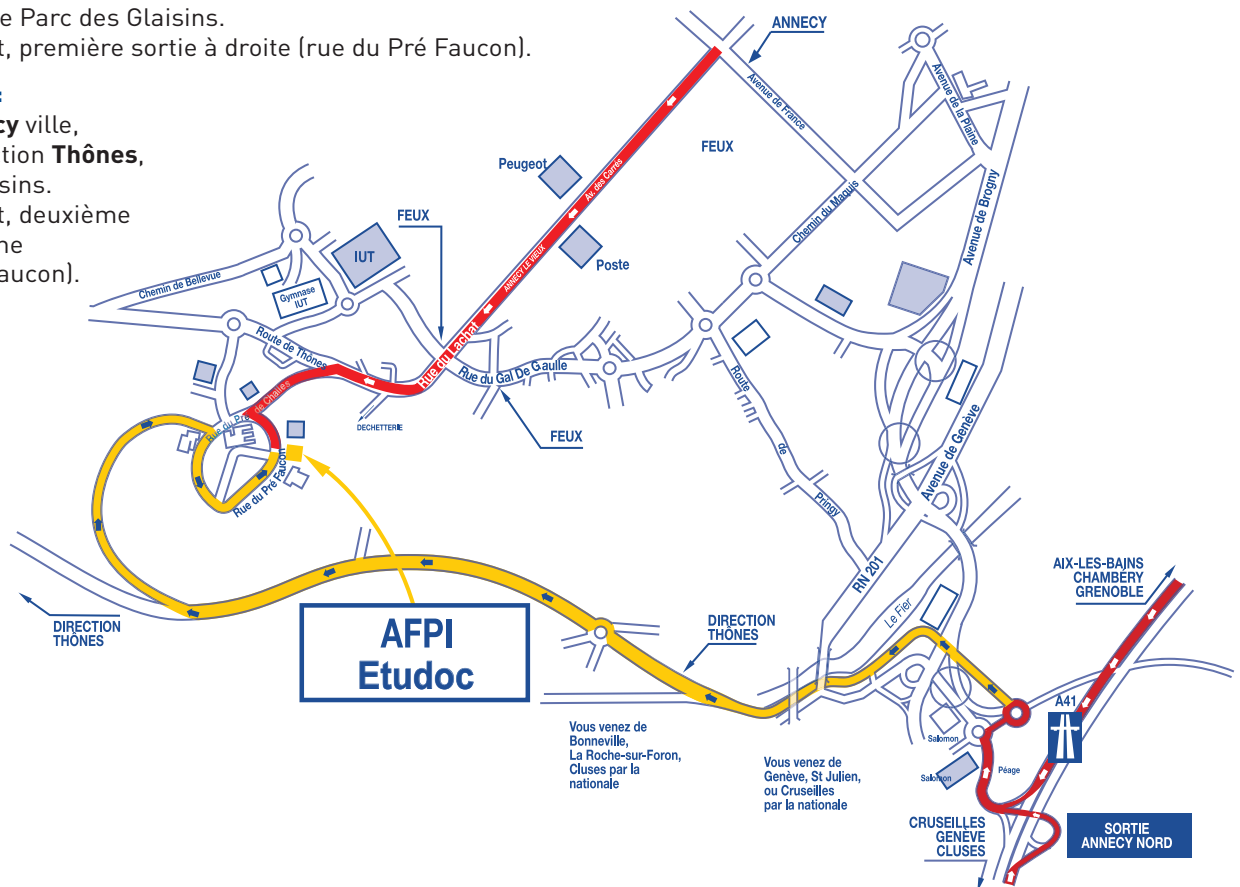 e Parc des Glaisins.
t, première sortie à droite (rue du Pré Faucon).
:
cy ville,
tion Thônes,
sins.
t, deuxième
ne
aucon).
ANNECY
Avenue de France
Avenue de la Plaine
FEUX
Peugeot
Av. des Carrés
Chemin du Maquis
Avenue de Brogny
FEUX
IUT
Poste
ANNECY LE VIEUX
Chemin de Bellevue
Gymnase
IUT
Route de Thônes
Rue du Lachat
Rue du Gal De Gaulle
Route
de
Pringy
Rue du Pré de Challes
DECHETTERIE
FEUX
Avenue de Genève
Rue du Pré Faucon
RN 201
Le Fier
AIX-LES-BAINS
CHAMBÉRY
GRENOBLE
DIRECTION
THÔNES
AFPI
Etudoc
DIRECTION
THÔNES
A41
Salomon
Salomon
Péage
Vous venez de
Bonneville,
La Roche-sur-Foron,
Cluses par la
nationale
Vous venez de
Genève, St Julien,
ou Cruseilles
par la nationale
CRUSEILLES
GENÈVE
CLUSES
SORTIE
ANNECY NORD